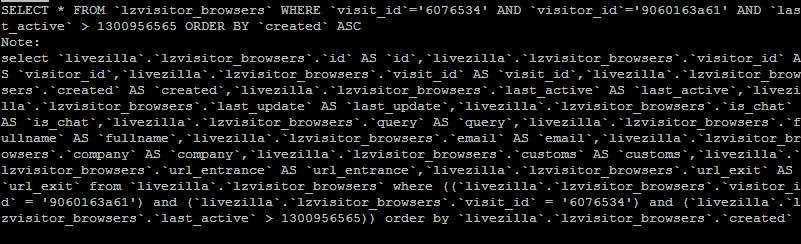 SELECT * FROM `lzvisitor_browsers` WHERE `visit_id`='6076534' AND `visitor_id`='9060163a61' AND `las
t_active` > 1300956565 ORDER BY `created` ASC
Note:
select `livezilla`.`lzvisitor_browsers`.`id` AS `id`,`livezilla`.`lzvisitor_browsers`.`visitor_id` A
S `visitor_id`,`livezilla`.`lzvisitor_browsers`.`visit_id` AS `visit_id`,`livezilla`.`lzvisitor_brow
sers`.`created` AS `created`,`livezilla`.`lzvisitor_browsers`.`last_active` AS `last_active`,`livezi
lla`.`lzvisitor_browsers`.`last_update` AS `last_update`,`livezilla`.`lzvisitor_browsers`.`is_chat`
AS `is_chat`,`livezilla`.`lzvisitor_browsers`.`query` AS `query`,`livezilla`.`lzvisitor_browsers`.`f
ullname` AS `fullname`,`livezilla`.`lzvisitor_browsers`.`email` AS `email`,`livezilla`.`lzvisitor_br
owsers`.`company` AS `company`,`livezilla`.`lzvisitor_browsers`.`customs` AS `customs`,`livezilla`.`
lzvisitor_browsers`.`url_entrance` AS `url_entrance`,`livezilla`.`lzvisitor_browsers`.`url_exit` AS
`url_exit` from `livezilla`.`lzvisitor_browsers` where ((`livezilla`.`lzvisitor_browsers`.`visitor_i
d` = '9060163a61') and (`livezilla`.`lzvisitor_browsers`.`visit_id` = '6076534') and (`livezilla`.`l
zvisitor_browsers`.`last_active` > 1300956565)) order by `livezilla`.`lzvisitor_browsers`.`created`